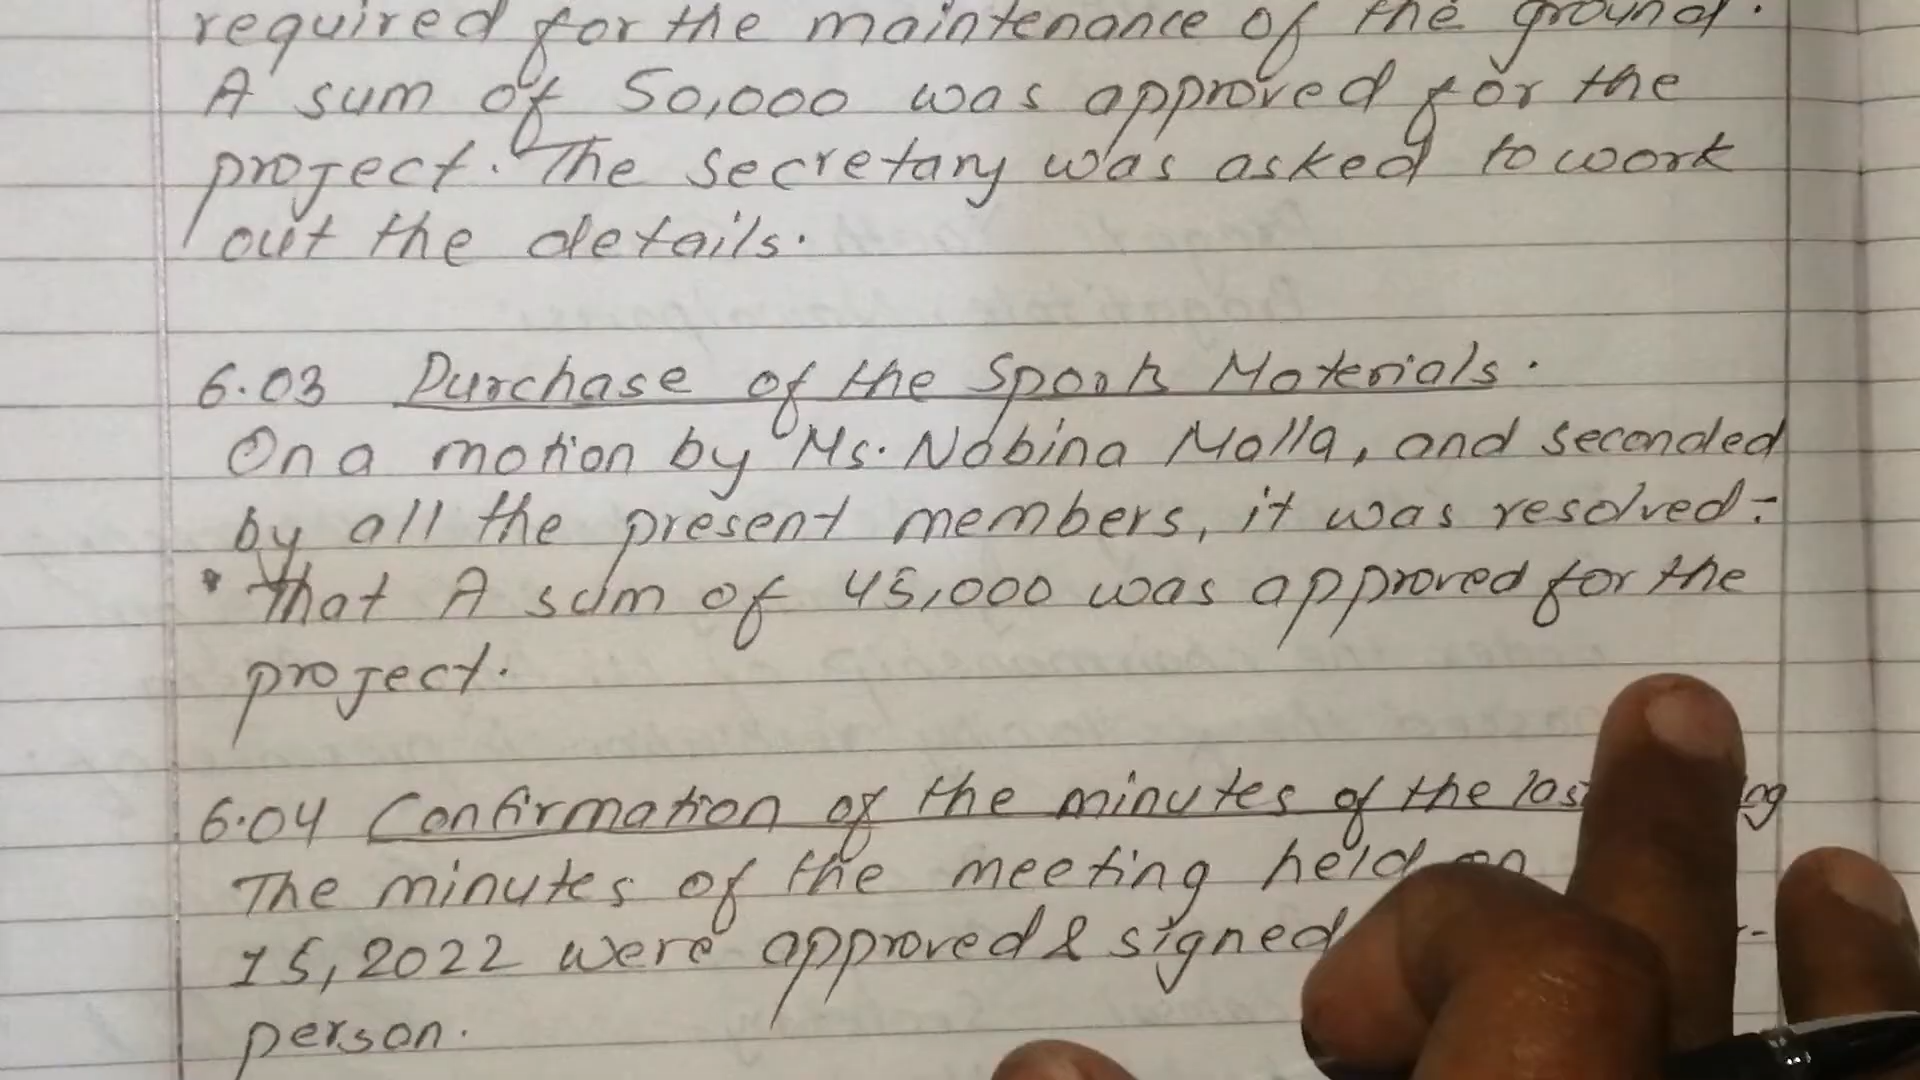 required for the maintenance of the ground.
A sum of 50,000 was approved for the
project. The secretary was asked to work
out the details.
6.03 Purchase of the Sports Materials.
On a motion by Ms. Nabina Malla, and seconded
by all the present members, it was resolved:-
• That A sum of 45,000 was approved for the
project.
6.04 Confirmation of the minutes of the
The minutes of the meeting held on
15, 2022 were approved & signed
person.